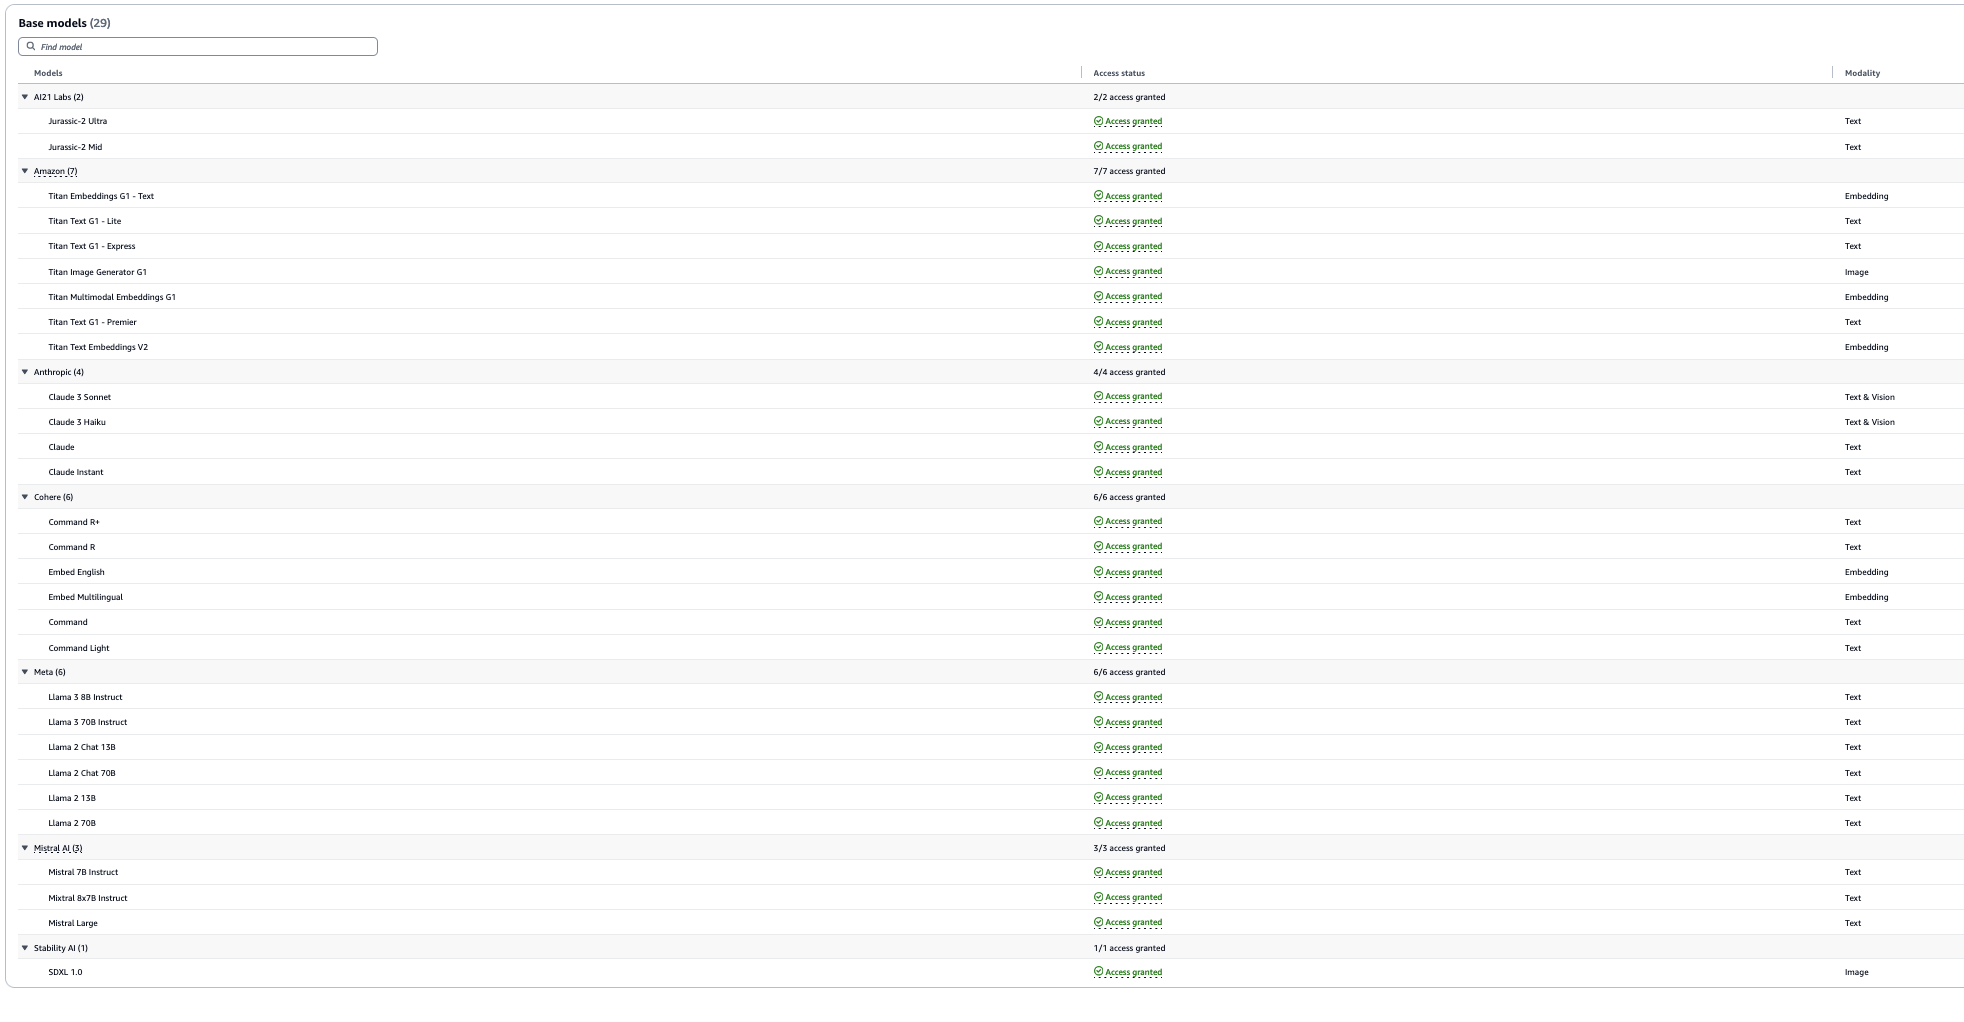 Base models (29)
Find model
Models Access status Modality
AI21 Labs (2) 2/2 access granted
Jurassic-2 Ultra Access granted Text
Jurassic-2 Mid Access granted Text
Amazon (7) 7/7 access granted
Titan Embeddings G1 - Text Access granted Embedding
Titan Text G1 - Lite Access granted Text
Titan Text G1 - Express Access granted Text
Titan Image Generator G1 Access granted Image
Titan Multimodal Embeddings G1 Access granted Embedding
Titan Text G1 - Premier Access granted Text
Titan Text Embeddings V2 Access granted Embedding
Anthropic (4) 4/4 access granted
Claude 3 Sonnet Access granted Text & Vision
Claude 3 Haiku Access granted Text & Vision
Claude Access granted Text
Claude Instant Access granted Text
Cohere (6) 6/6 access granted
Command R+ Access granted Text
Command R Access granted Text
Embed English Access granted Embedding
Embed Multilingual Access granted Embedding
Command Access granted Text
Command Light Access granted Text
Meta (6) 6/6 access granted
Llama 3 8B Instruct Access granted Text
Llama 3 70B Instruct Access granted Text
Llama 2 Chat 13B Access granted Text
Llama 2 Chat 70B Access granted Text
Llama 2 13B Access granted Text
Llama 2 70B Access granted Text
Mistral AI (3) 3/3 access granted
Mistral 7B Instruct Access granted Text
Mixtral 8x7B Instruct Access granted Text
Mistral Large Access granted Text
Stability AI (1) 1/1 access granted
SDXL 1.0 Access granted Image